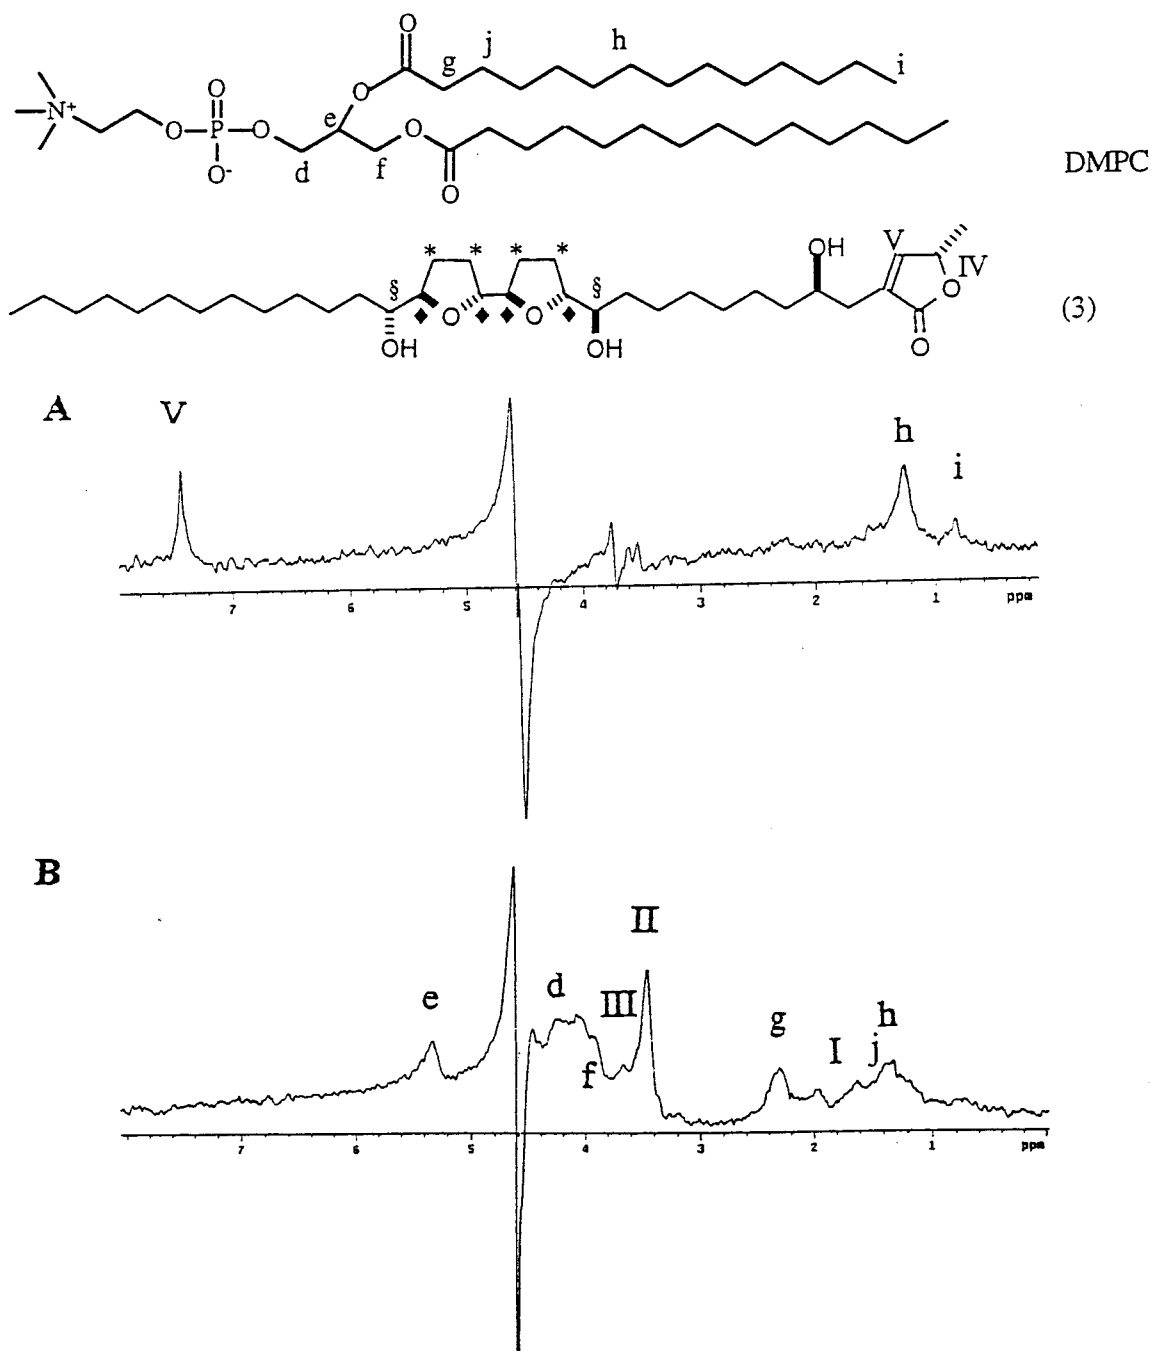 O
j
h
g
i
O
O
N+
O
P
O
e
O
O-
d
f
O
DMPC
OH
V
* * * *
IV
§
§
O
O
O
(3)
♦ ♦ ♦ ♦
OH
OH
O
A
V
h
i
7 6 5 4 3 2 1 ppm
B
II
e
d
III
g
h
I
j
f
7 6 5 4 3 2 1 ppm